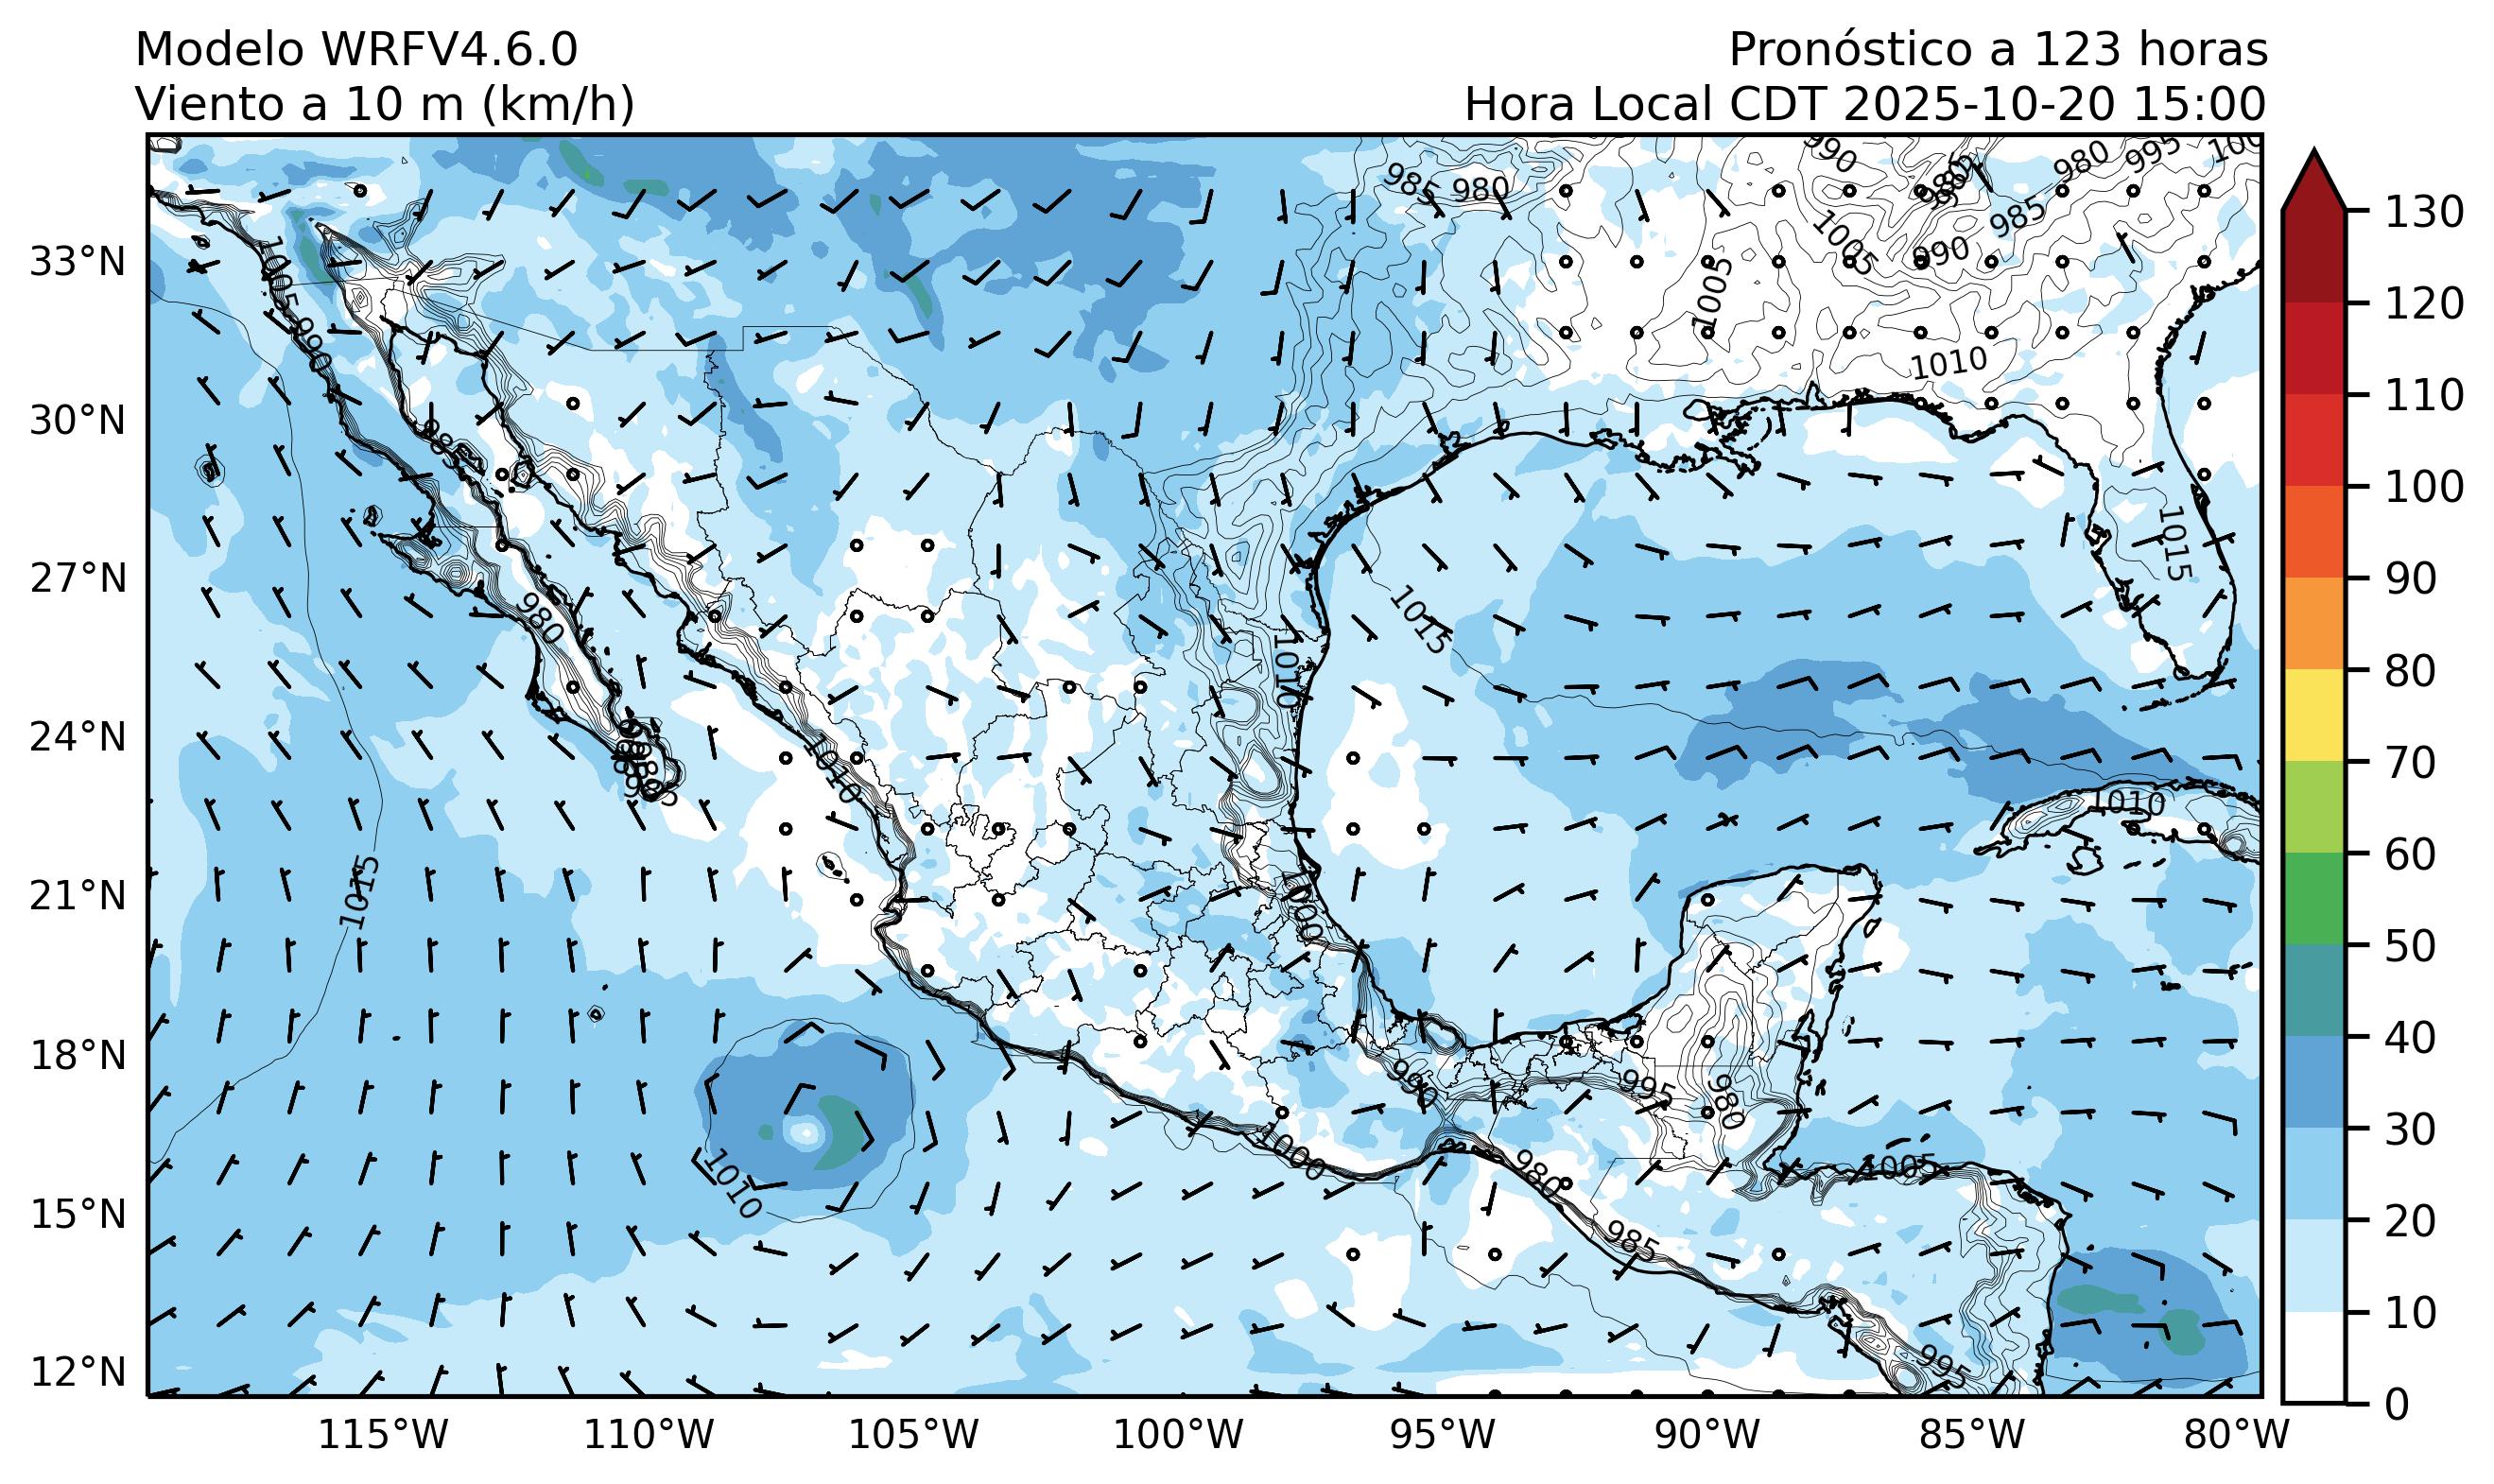 Modelo WRFV4.6.0
Pronóstico a 123 horas
Viento a 10 m (km/h)
Hora Local CDT 2025-10-20 15:00
990
985
980
980
995
985
1005
990
1005
1005
990
1010
1015
985
980
1015
1010
1010
1010
1015
1000
990
995
980
1010
1000
980
1005
985
995
33°N
30°N
27°N
24°N
21°N
18°N
15°N
12°N
115°W
110°W
105°W
100°W
95°W
90°W
85°W
80°W
130
120
110
100
90
80
70
60
50
40
30
20
10
0